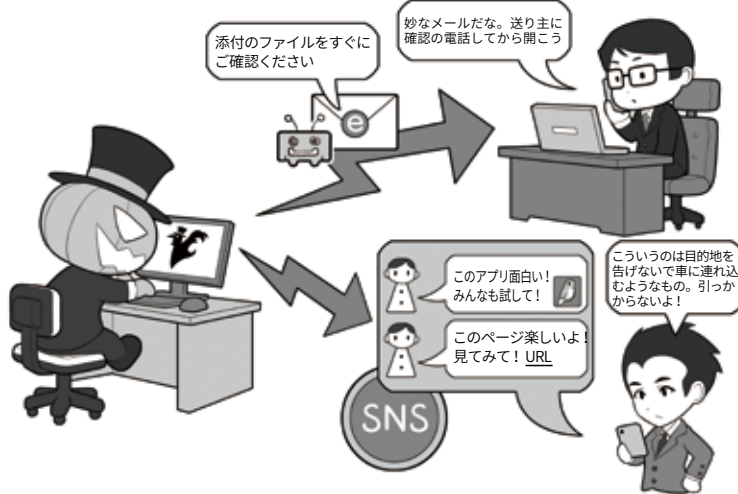 添付のファイルをすぐに
ご確認ください
妙なメールだな。送り主に
確認の電話してから開こう
e
このアプリ面白い！
みんなも試して！
このページ楽しいよ！
見てみて！URL
こういうのは目的地を
告げないで車に連れ込
むようなもの。引っか
からないよ！
SNS